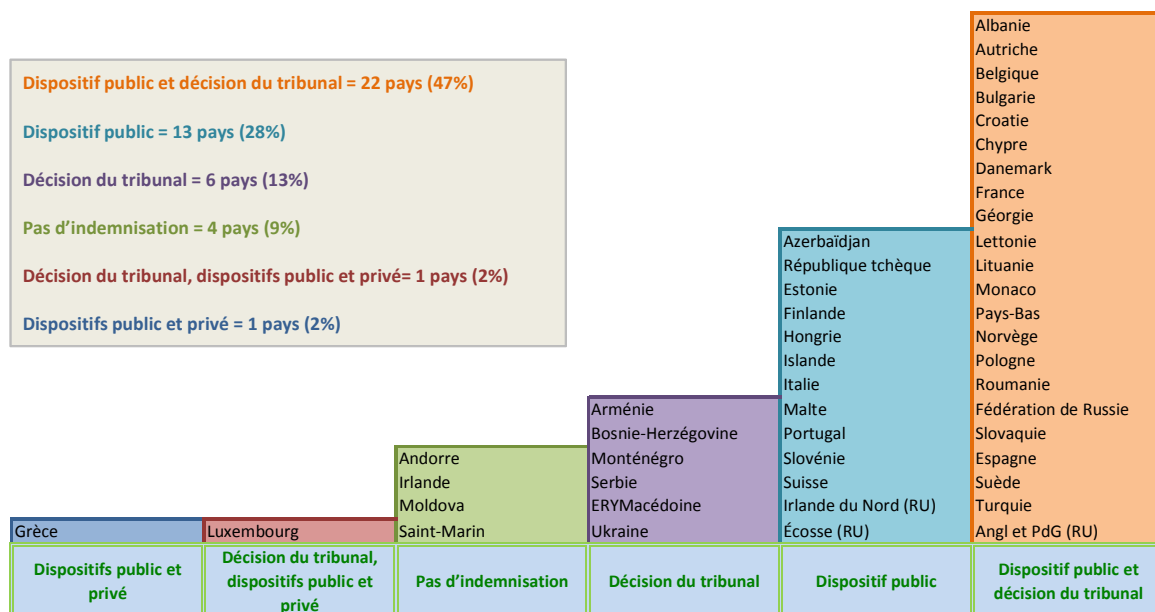 Dispositif public et décision du tribunal = 22 pays (47%)
Dispositif public = 13 pays (28%)
Décision du tribunal = 6 pays (13%)
Pas d’indemnisation = 4 pays (9%)
Décision du tribunal, dispositifs public et privé= 1 pays (2%)
Dispositifs public et privé = 1 pays (2%)
Grèce
Dispositifs public et
privé
Luxembourg
Décision du tribunal,
dispositifs public et
privé
Andorre
Irlande
Moldova
Saint-Marin
Pas d’indemnisation
Arménie
Bosnie-Herzégovine
Monténégro
Serbie
ERYMacédoine
Ukraine
Décision du tribunal
Azerbaïdjan
République tchèque
Estonie
Finlande
Hongrie
Islande
Italie
Malte
Portugal
Slovénie
Suisse
Irlande du Nord (RU)
Écosse (RU)
Dispositif public
Albanie
Autriche
Belgique
Bulgarie
Croatie
Chypre
Danemark
France
Géorgie
Lettonie
Lituanie
Monaco
Pays-Bas
Norvège
Pologne
Roumanie
Fédération de Russie
Slovaquie
Espagne
Suède
Turquie
Angl et PdG (RU)
Dispositif public et
décision du tribunal